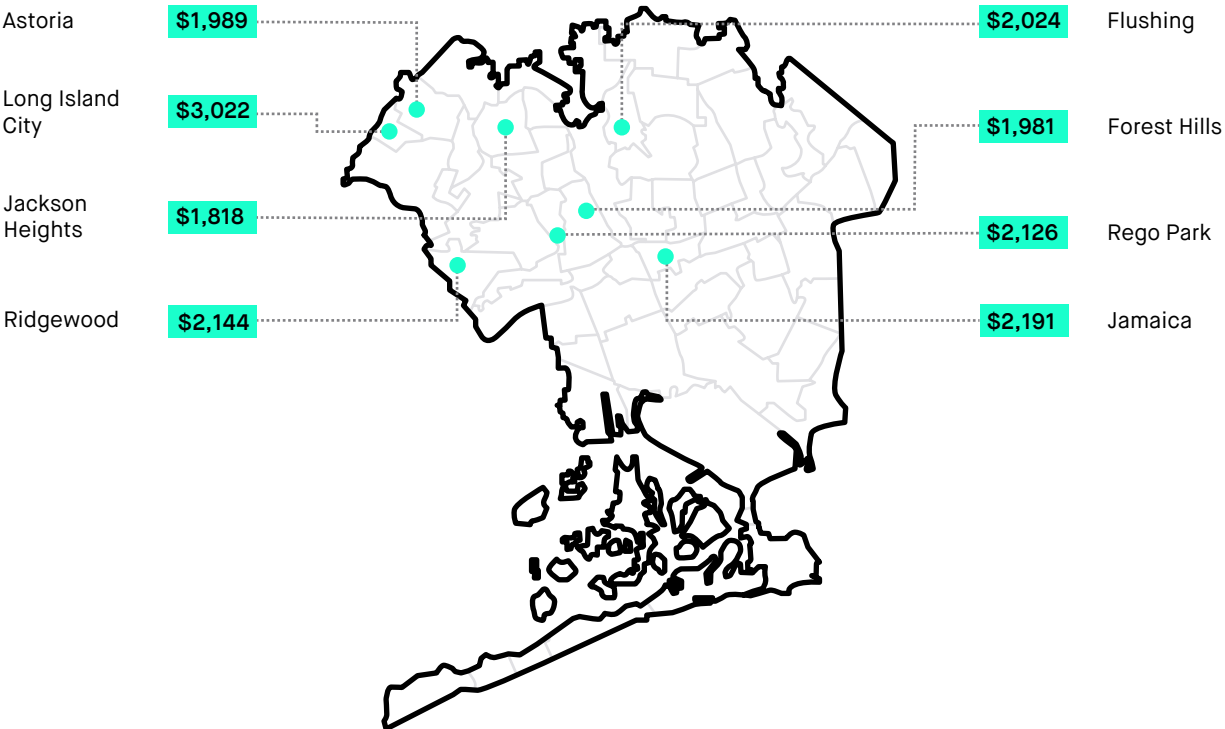 Astoria
$1,989
Long Island
City
$3,022
Jackson
Heights
$1,818
Ridgewood
$2,144
$2,024
Flushing
$1,981
Forest Hills
$2,126
Rego Park
$2,191
Jamaica